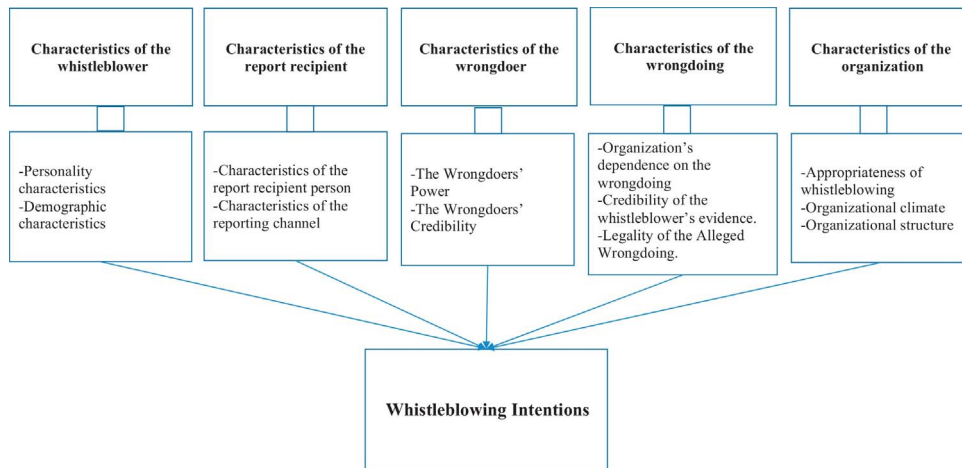 Characteristics of the
whistleblower
Characteristics of the
report recipient
Characteristics of the
wrongdoer
Characteristics of the
wrongdoing
Characteristics of the
organization
-Personality
characteristics
-Demographic
characteristics
-Characteristics of the
report recipient person
-Characteristics of the
reporting channel
-The Wrongdoers'
Power
-The Wrongdoers'
Credibility
-Organization's
dependence on the
wrongdoing
-Credibility of the
whistleblower's evidence.
-Legality of the Alleged
Wrongdoing.
-Appropriateness of
whistleblowing
-Organizational climate
-Organizational structure
Whistleblowing Intentions